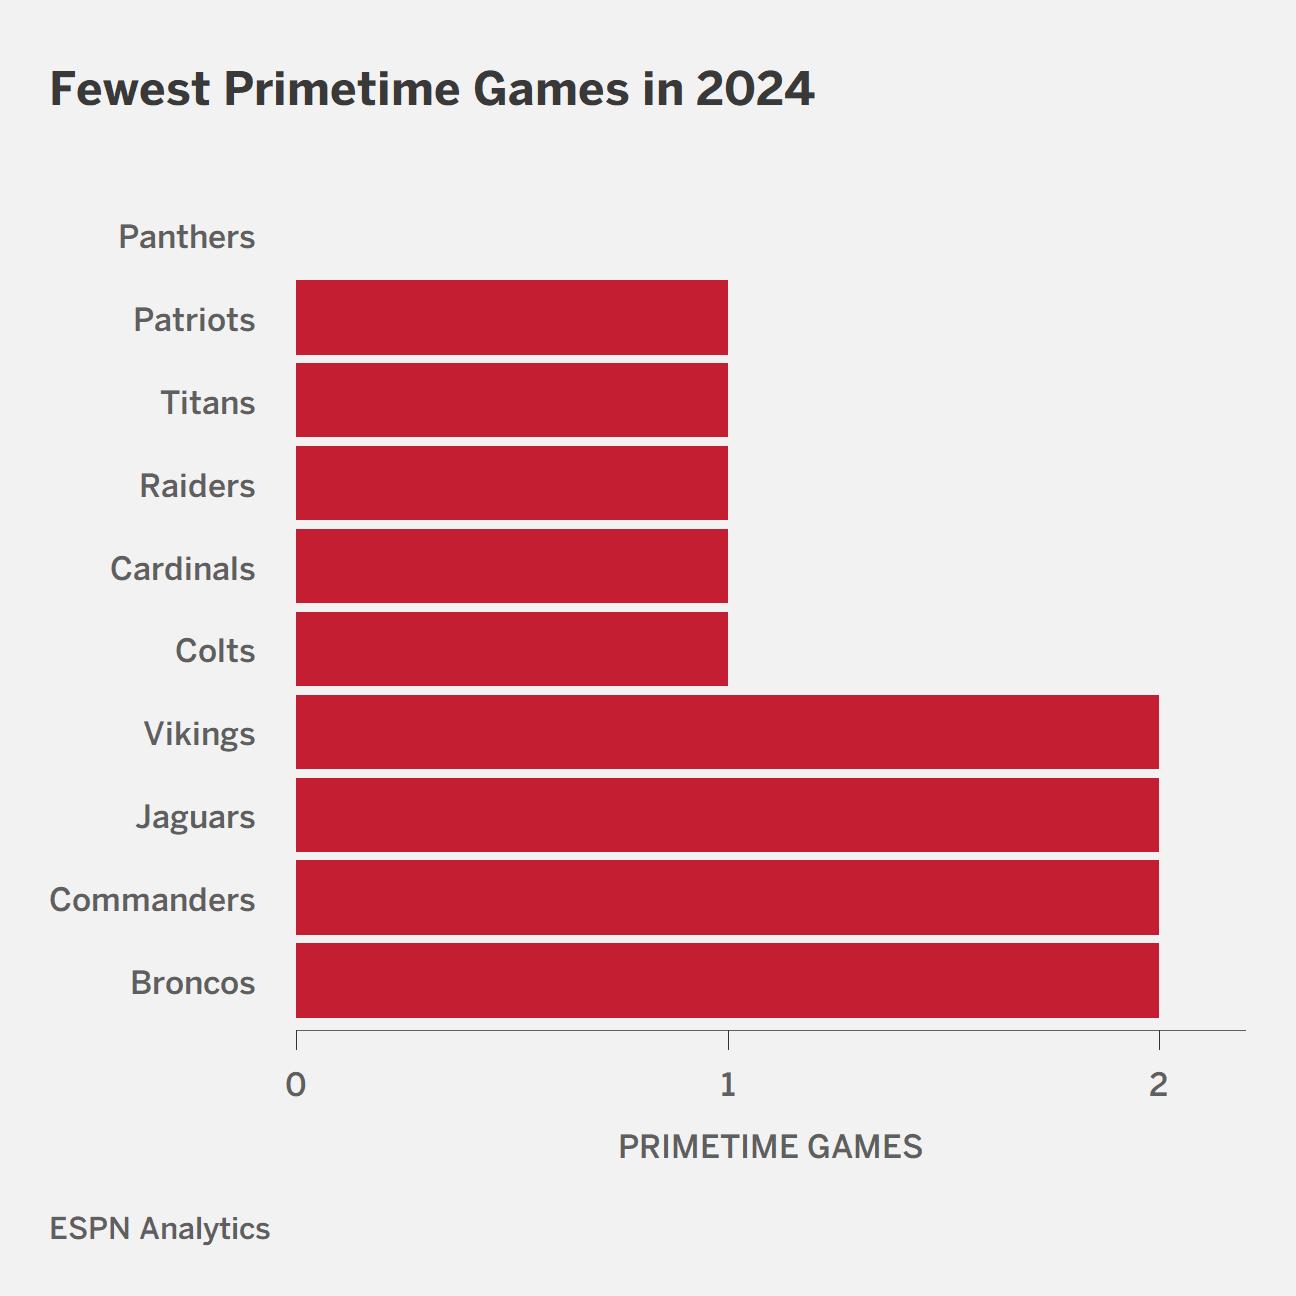 Fewest Primetime Games in 2024
Panthers
Patriots
Titans
Raiders
Cardinals
Colts
Vikings
Jaguars
Commanders
Broncos
0 1 2
PRIMETIME GAMES
ESPN Analytics